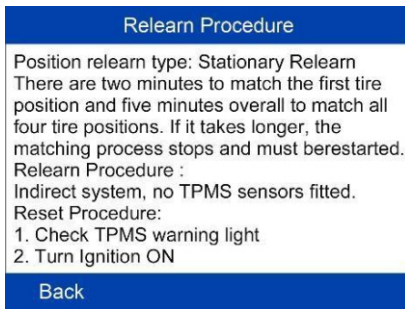 Relearn Procedure
Position relearn type: Stationary Relearn
There are two minutes to match the first tire
position and five minutes overall to match all
four tire positions. If it takes longer, the
matching process stops and must berestarted.
Relearn Procedure :
Indirect system, no TPMS sensors fitted.
Reset Procedure:
1. Check TPMS warning light
2. Turn Ignition ON
Back